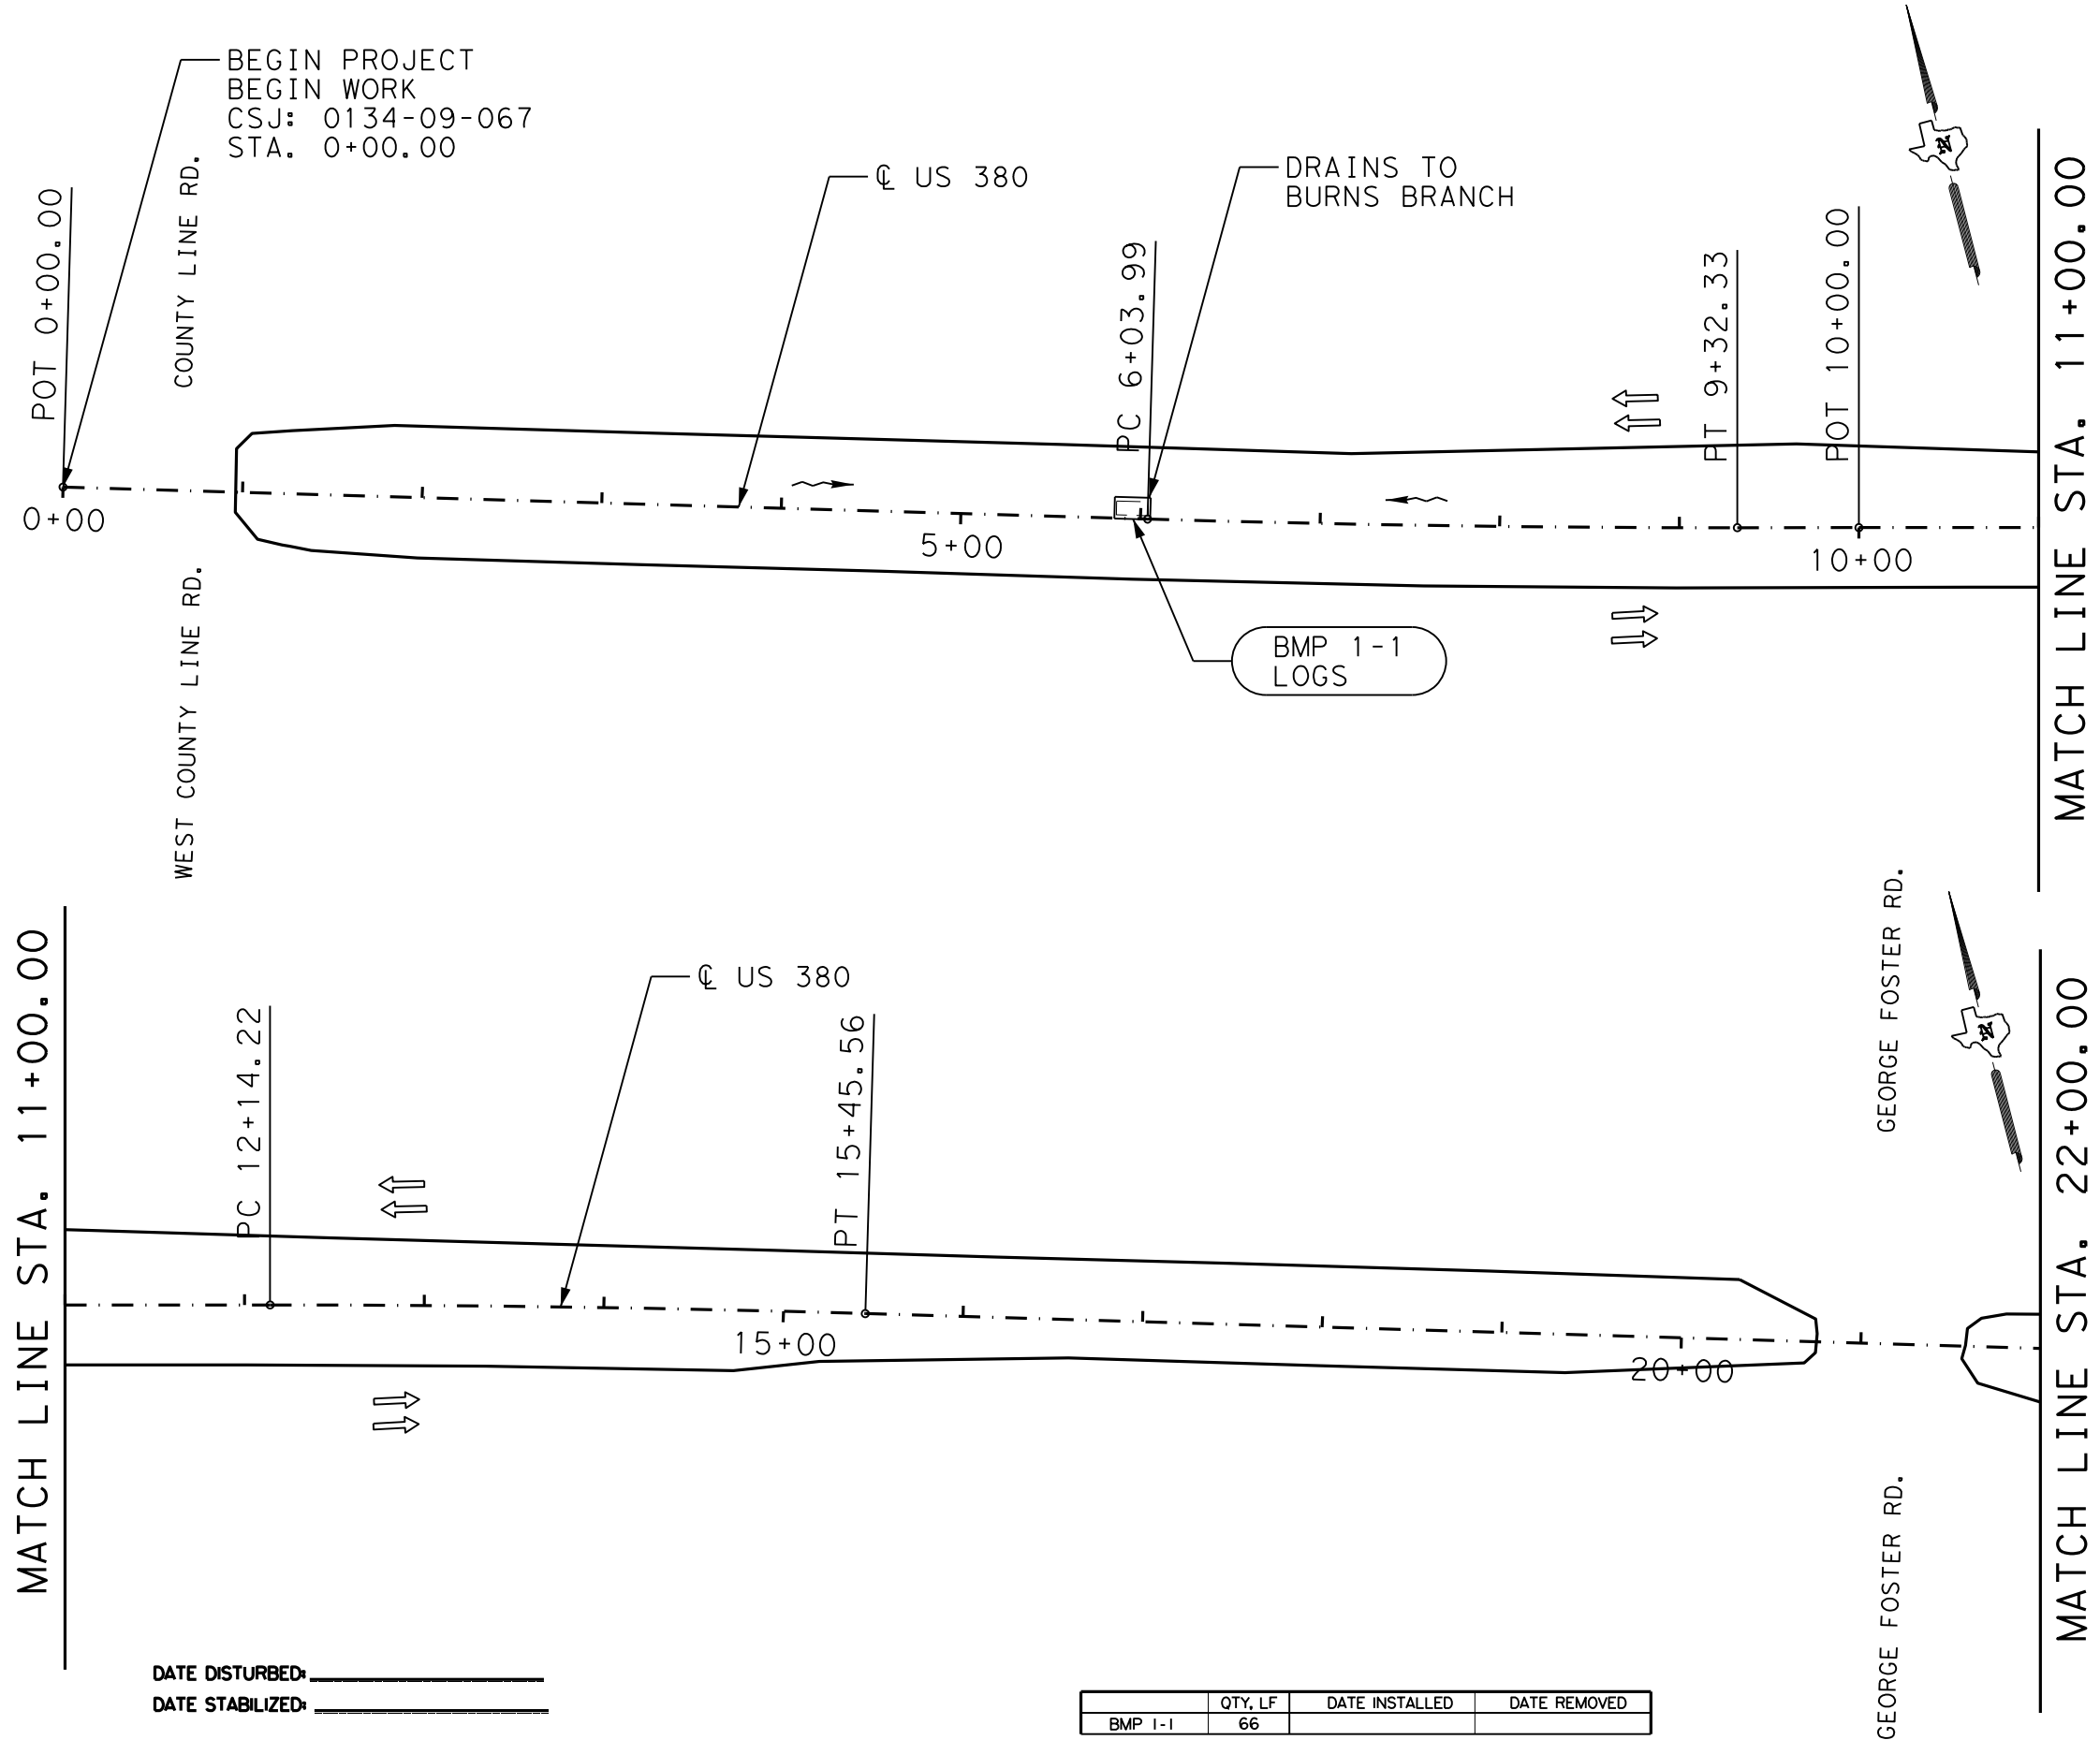 BEGIN PROJECT
BEGIN WORK
CSJ: 0134-09-067
STA. 0+00.00
POT 0+00.00
COUNTY LINE RD.
℄ US 380
DRAINS TO
BURNS BRANCH
PC 6+03.99
PT 9+32.33
POT 10+00.00
N
MATCH LINE STA. 11+00.00
0+00
5+00
10+00
WEST COUNTY LINE RD.
BMP 1-1
LOGS
MATCH LINE STA. 11+00.00
PC 12+14.22
℄ US 380
PT 15+45.56
GEORGE FOSTER RD.
N
MATCH LINE STA. 22+00.00
15+00
20+00
GEORGE FOSTER RD.
DATE DISTURBED:
DATE STABILIZED:
QTY, LF DATE INSTALLED DATE REMOVED
BMP 1-1 66